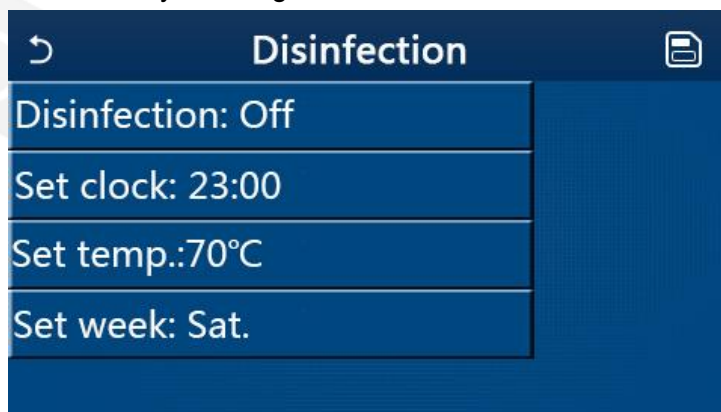 Disinfection
Disinfection: Off
Set clock: 23:00
Set temp.:70℃
Set week: Sat.